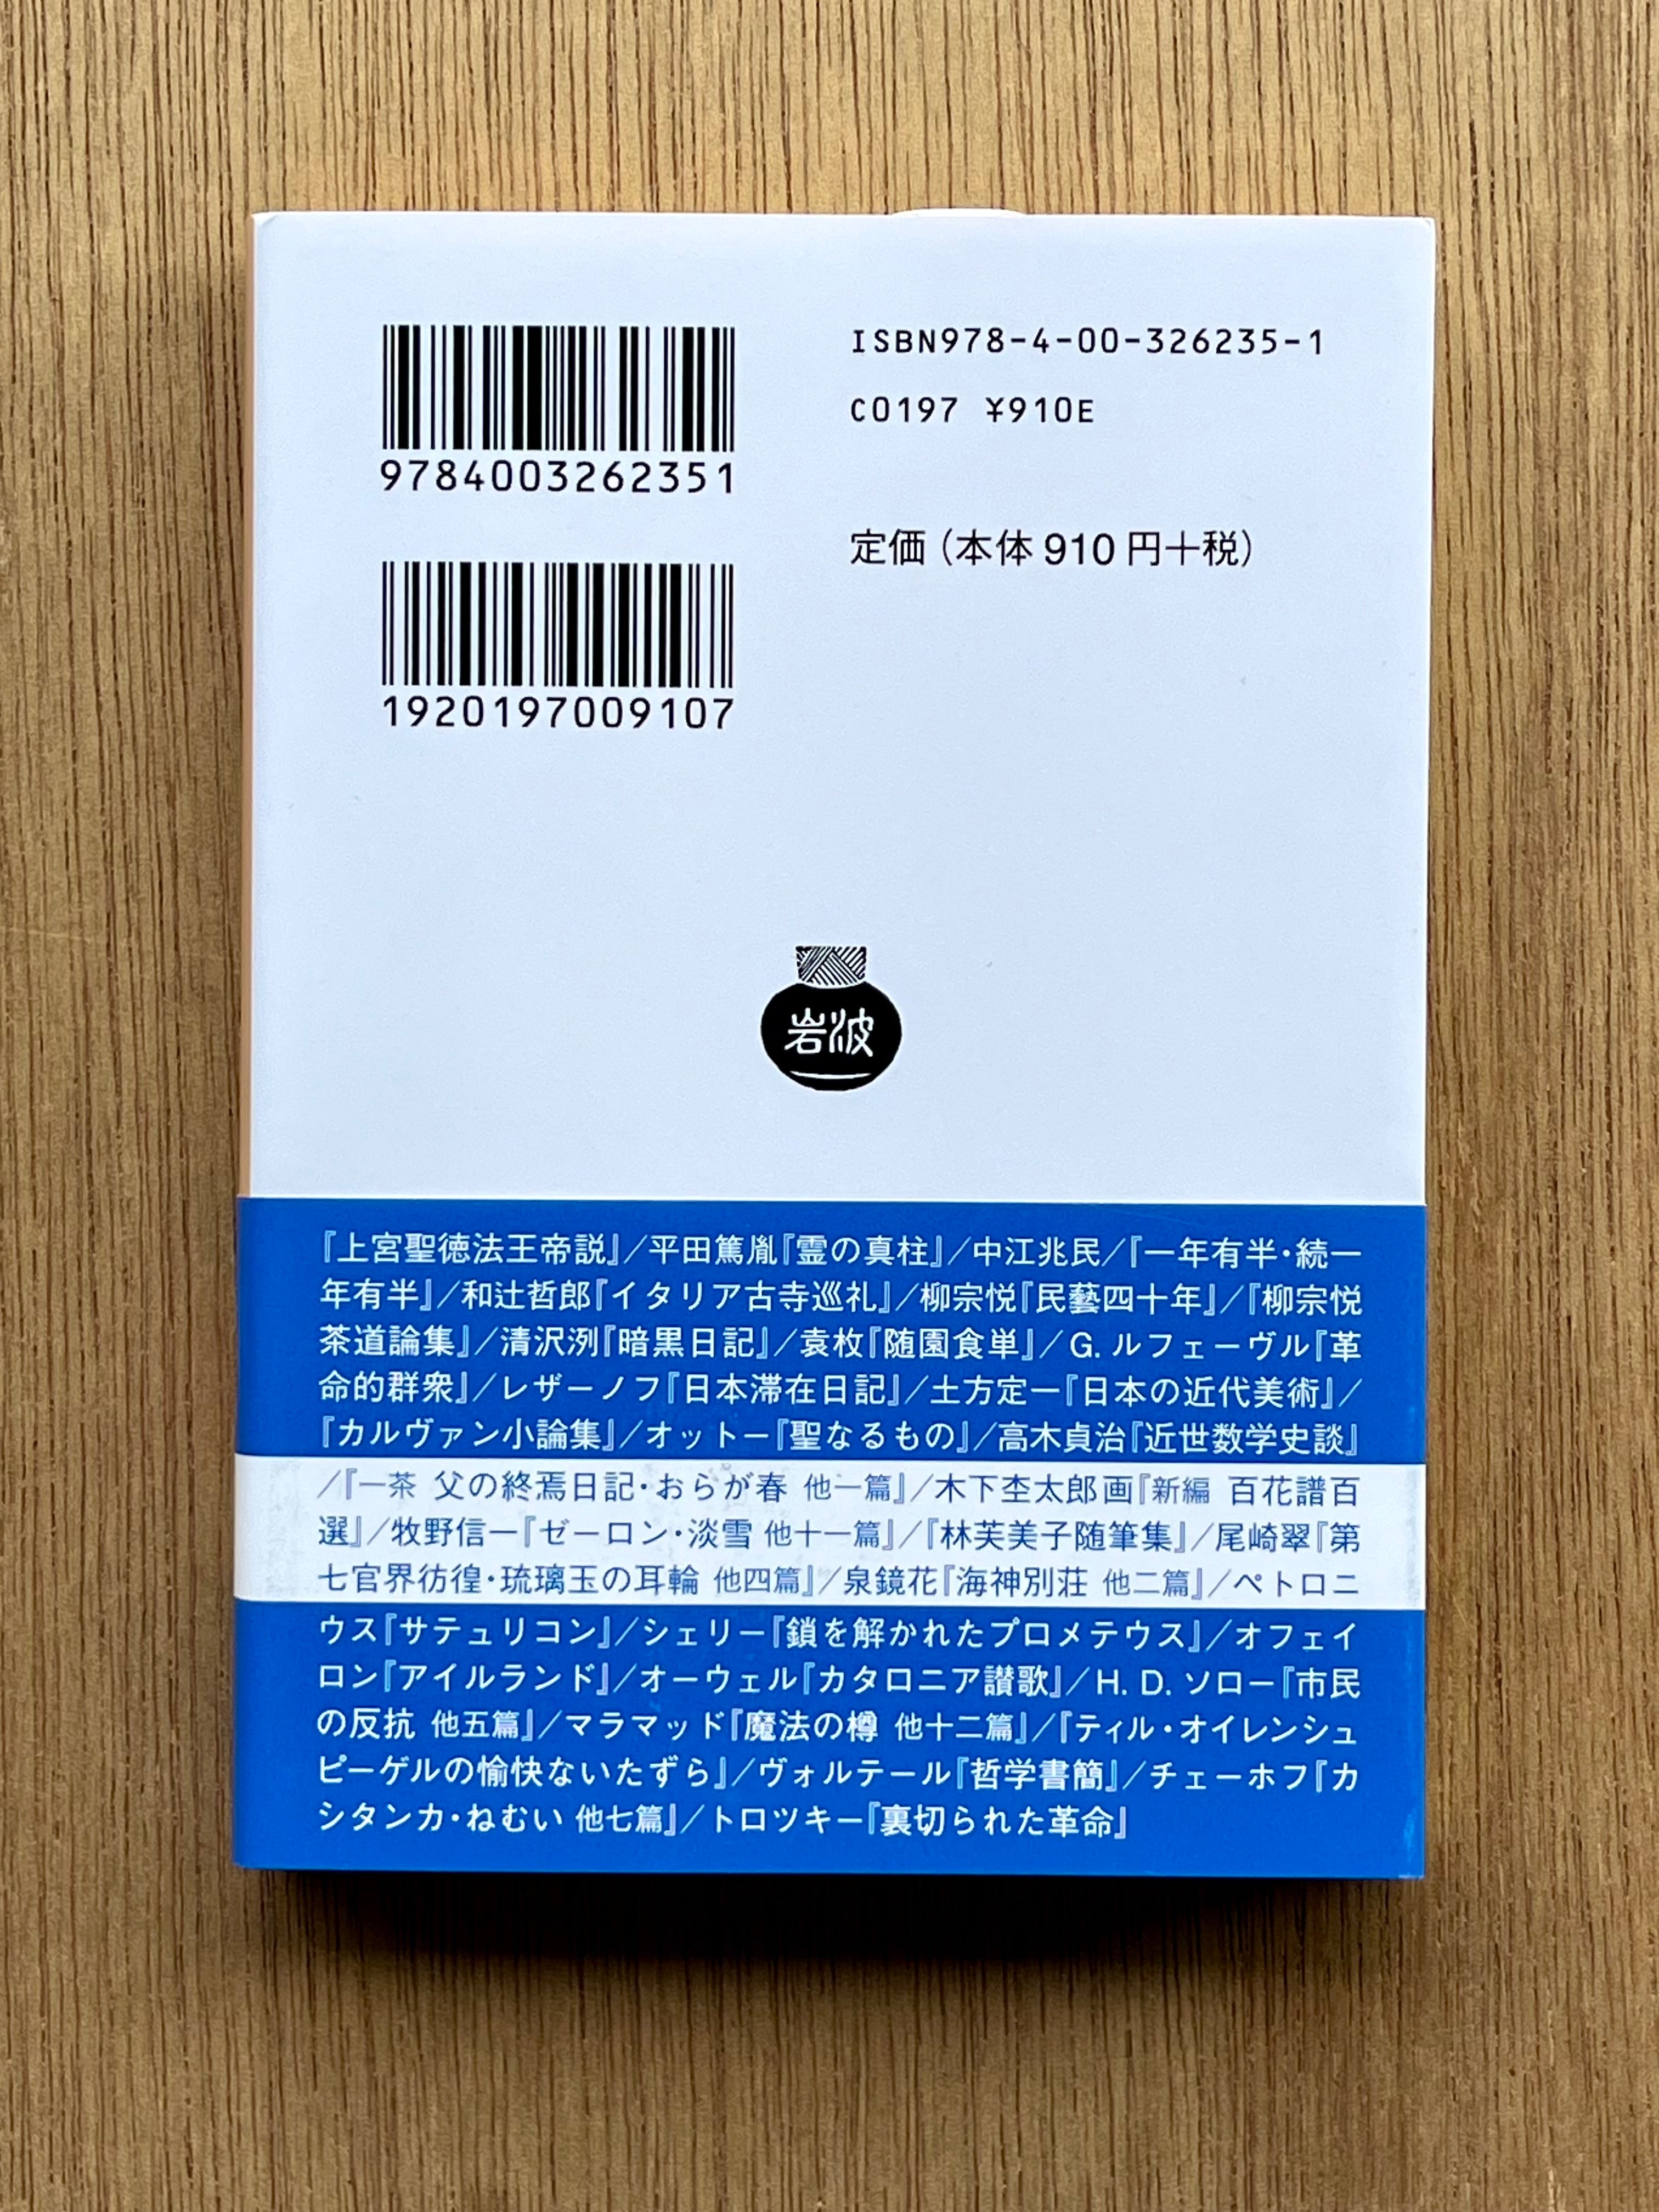 9784003262351
1920197009107
ISBN978-4-00-326235-1
C0197 ¥910E
定価(本体910円+税)
岩波
『上宮聖徳法王帝説』/平田篤胤『霊の真柱』/中江兆民/『一年有半・続一
年有半』/和辻哲郎『イタリア古寺巡礼』/柳宗悦『民藝四十年』/『柳宗悦
茶道論集』/清沢洌『暗黒日記』/袁枚『随園食単』/G. ルフェーヴル『革
命的群衆』/レザーノフ『日本滞在日記』/土方定一『日本の近代美術』/
『カルヴァン小論集』/オットー『聖なるもの』/高木貞治『近世数学史談』
/『一茶 父の終焉日記・おらが春 他一篇』/木下杢太郎画『新編 百花譜百
選』/牧野信一『ゼーロン・淡雪 他十一篇』/『林芙美子随筆集』/尾崎翠『第
七官界彷徨・琉璃玉の耳輪 他四篇』/泉鏡花『海神別荘 他二篇』/ペトロニ
ウス『サテュリコン』/シェリー『鎖を解かれたプロメテウス』/オフェイ
ロン『アイルランド』/オーウェル『カタロニア讃歌』/H. D. ソロー『市民
の反抗 他五篇』/マラマッド『魔法の樽 他十二篇』/『ティル・オイレンシュ
ピーゲルの愉快ないたずら』/ヴォルテール『哲学書簡』/チェーホフ『カ
シタンカ・ねむい 他七篇』/トロツキー『裏切られた革命』